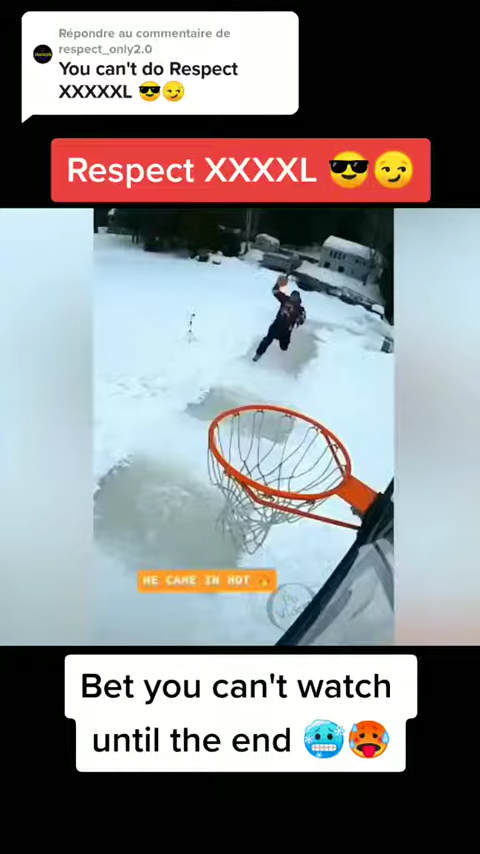 Répondre au commentaire de
respect_only2.0
You can't do Respect
XXXXXL 😎😏
Respect XXXXL 😎😏
HE CAME IN HOT 🔥
Bet you can't watch
until the end 🥶🥵